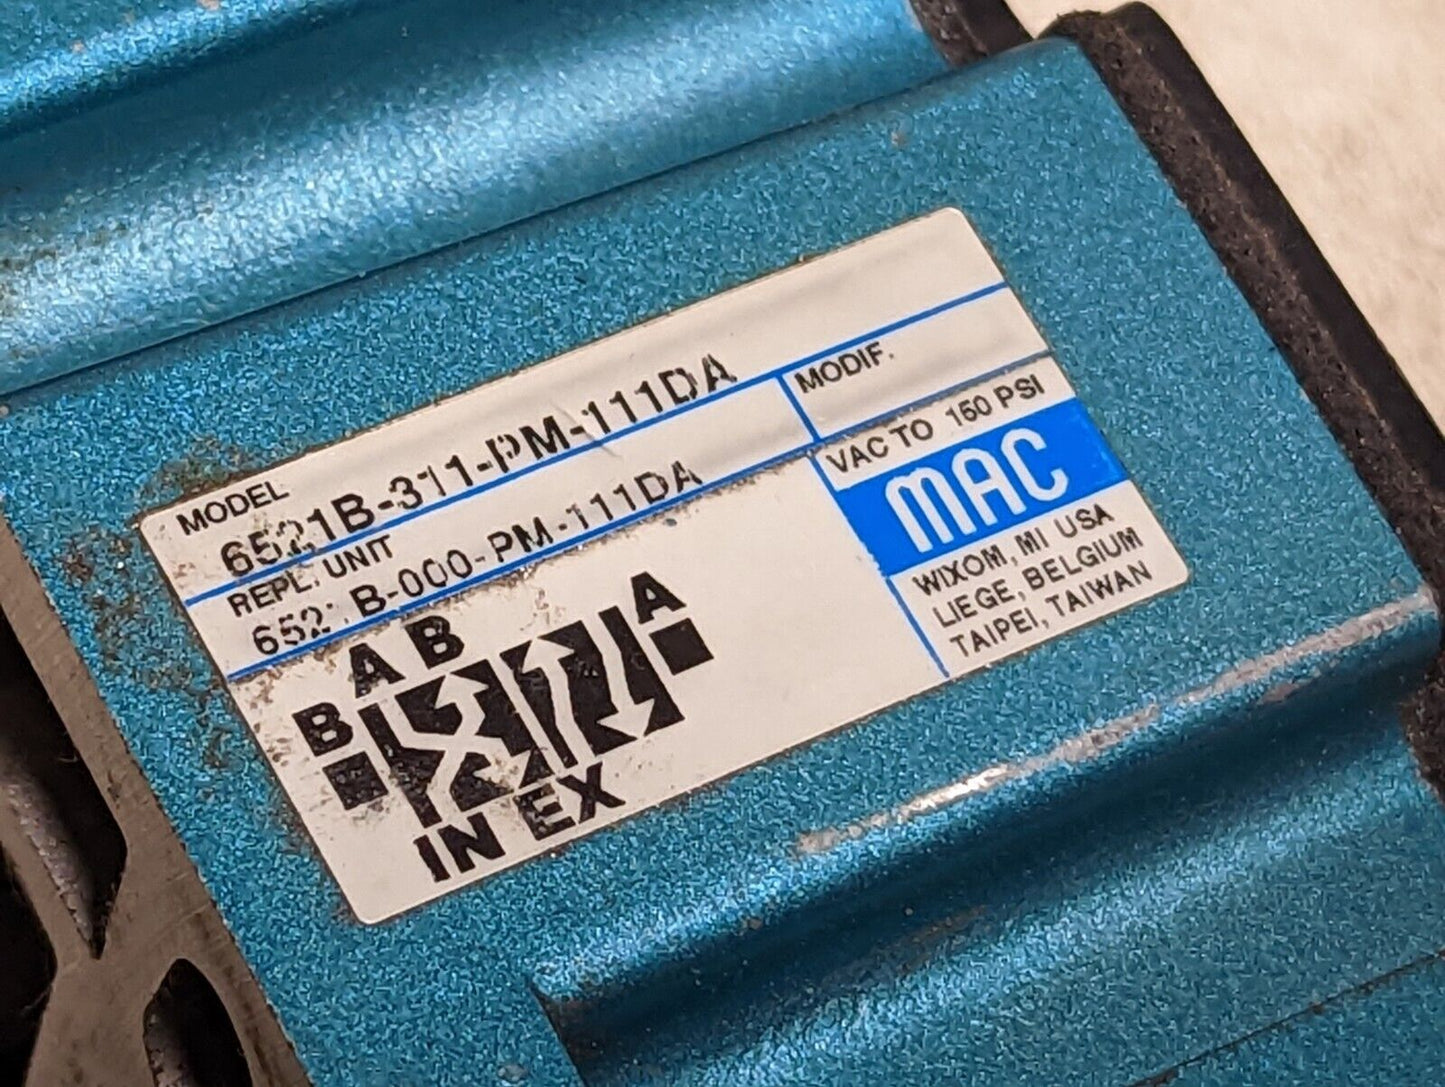 MODEL
6521B-311-PM-111DA
MODIF.
REPL. UNIT
6521B-000-PM-111DA
VAC TO 150 PSI
MAC
WIXOM, MI USA
LIEGE, BELGIUM
TAIPEI, TAIWAN
A B
B
A
IN EX